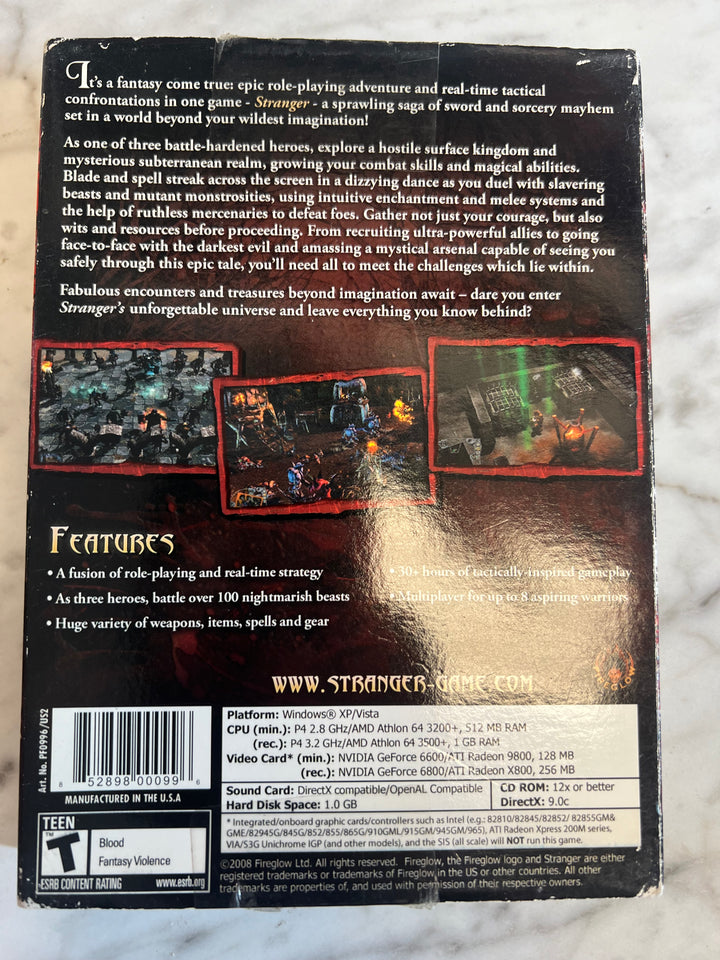 It's a fantasy come true: epic role-playing adventure and real-time tactical
confrontations in one game - Stranger - a sprawling saga of sword and sorcery mayhem
set in a world beyond your wildest imagination!
As one of three battle-hardened heroes, explore a hostile surface kingdom and
mysterious subterranean realm, growing your combat skills and magical abilities.
Blade and spell streak across the screen in a dizzying dance as you duel with slavering
beasts and mutant monstrosities, using intuitive enchantment and melee systems and
the help of ruthless mercenaries to defeat foes. Gather not just your courage, but also
wits and resources before proceeding. From recruiting ultra-powerful allies to going
face-to-face with the darkest evil and amassing a mystical arsenal capable of seeing you
safely through this epic tale, you'll need all to meet the challenges which lie within.
Fabulous encounters and treasures beyond imagination await – dare you enter
Stranger's unforgettable universe and leave everything you know behind?
FEATURES
• A fusion of role-playing and real-time strategy
• As three heroes, battle over 100 nightmarish beasts
• Huge variety of weapons, items, spells and gear
• 30+ hours of tactically-inspired gameplay
• Multiplayer for up to 8 aspiring warriors
FIREGLOW
WWW.STRANGER-GAME.COM
Art. No. PF0996/US2
8 52898 00099 6
MANUFACTURED IN THE U.S.A
Platform: Windows® XP/Vista
CPU (min.): P4 2.8 GHz/AMD Athlon 64 3200+, 512 MB RAM
(rec.): P4 3.2 GHz/AMD Athlon 64 3500+, 1 GB RAM
Video Card* (min.): NVIDIA GeForce 6600/ATI Radeon 9800, 128 MB
(rec.): NVIDIA GeForce 6800/ATI Radeon X800, 256 MB
Sound Card: DirectX compatible/OpenAL Compatible
Hard Disk Space: 1.0 GB
CD ROM: 12x or better
DirectX: 9.0c
* Integrated/onboard graphic cards/controllers such as Intel (e.g.: 82810/82845/82852/ 82855GM&
GME/82945G/845G/852/855/865G/910GML/915GM/945GM/965), ATI Radeon Xpress 200M series,
VIA/S3G Unichrome IGP (and other models), and the SIS (all scale) will NOT run this game.
TEEN
T
TM
Blood
Fantasy Violence
ESRB CONTENT RATING www.esrb.org
©2008 Fireglow Ltd. All rights reserved. Fireglow, the Fireglow logo and Stranger are either
registered trademarks or trademarks of Fireglow in the US or other countries. All other
trademarks are properties of, and used with permission of their respective owners.